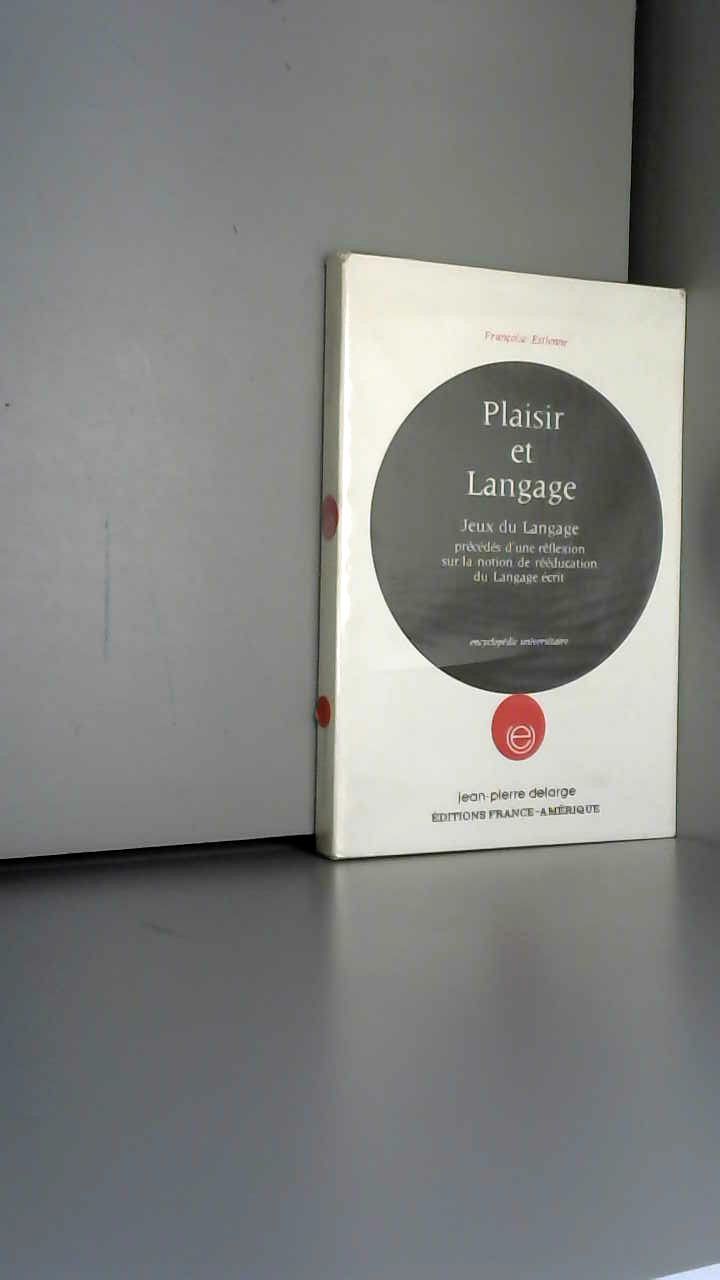 Françoise Estienne
Plaisir
et
Langage
Jeux du Langage
précédés d'une réflexion
sur la notion de rééducation
du Langage écrit
encyclopédie universitaire
e
jean-pierre delarge
ÉDITIONS FRANCE-AMÉRIQUE